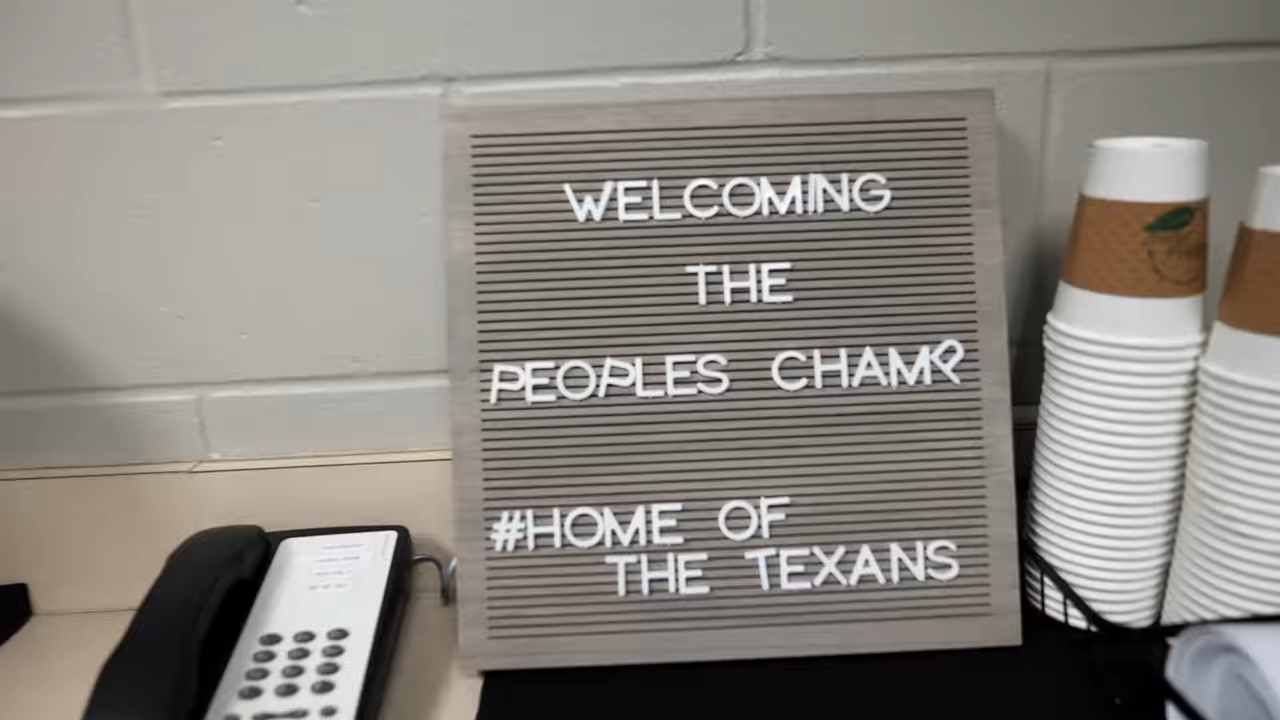 WELCOMING
THE
PEOPLES CHAMP
#HOME OF
THE TEXANS